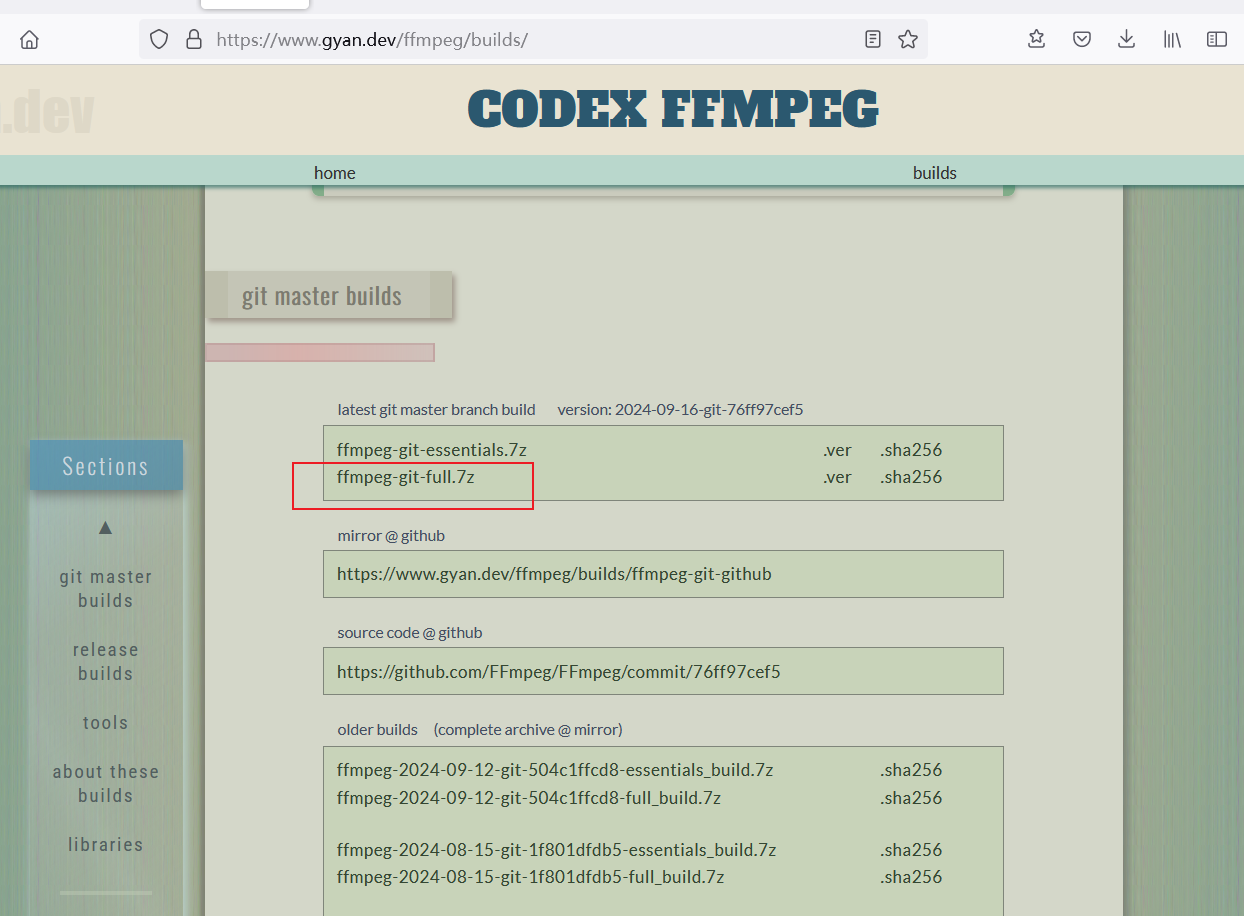 https://www.gyan.dev/ffmpeg/builds/
.dev
CODEX FFMPEG
home builds
git master builds
latest git master branch build version: 2024-09-16-git-76ff97cef5
ffmpeg-git-essentials.7z .ver .sha256
ffmpeg-git-full.7z .ver .sha256
mirror @ github
https://www.gyan.dev/ffmpeg/builds/ffmpeg-git-github
source code @ github
https://github.com/FFmpeg/FFmpeg/commit/76ff97cef5
older builds (complete archive @ mirror)
ffmpeg-2024-09-12-git-504c1ffcd8-essentials_build.7z .sha256
ffmpeg-2024-09-12-git-504c1ffcd8-full_build.7z .sha256
ffmpeg-2024-08-15-git-1f801dfdb5-essentials_build.7z .sha256
ffmpeg-2024-08-15-git-1f801dfdb5-full_build.7z .sha256
Sections
▲
git master
builds
release
builds
tools
about these
builds
libraries